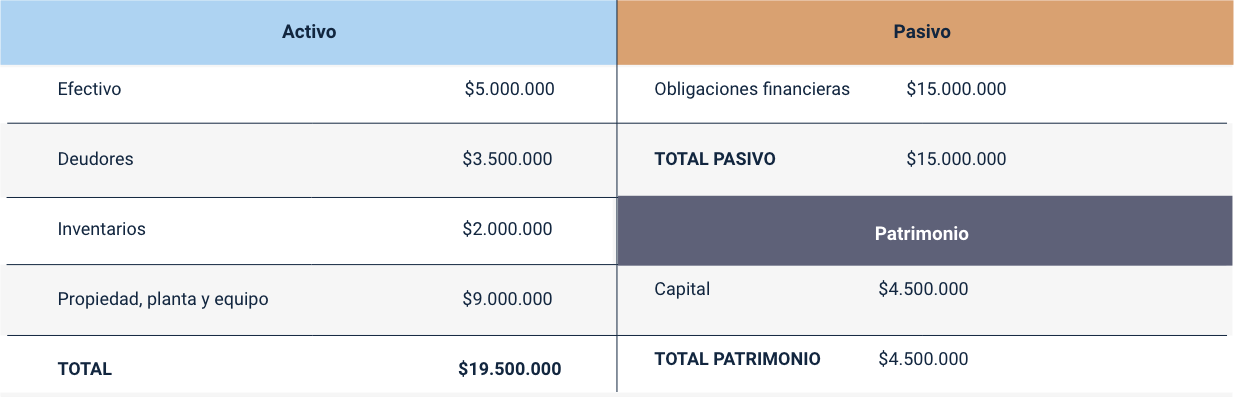 Activo
Efectivo $5.000.000
Deudores $3.500.000
Inventarios $2.000.000
Propiedad, planta y equipo $9.000.000
TOTAL $19.500.000
Pasivo
Obligaciones financieras $15.000.000
TOTAL PASIVO $15.000.000
Patrimonio
Capital $4.500.000
TOTAL PATRIMONIO $4.500.000